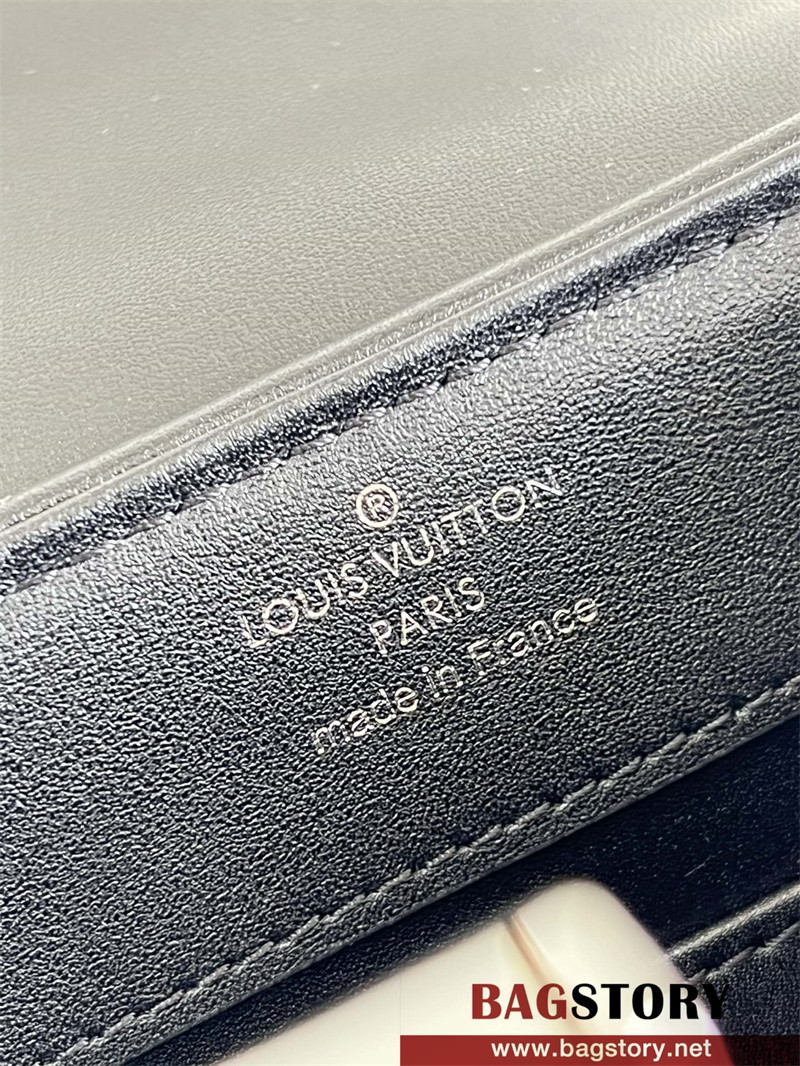 ®
LOUIS VUITTON
PARIS
made in France
BAGSTORY
www.bagstory.net